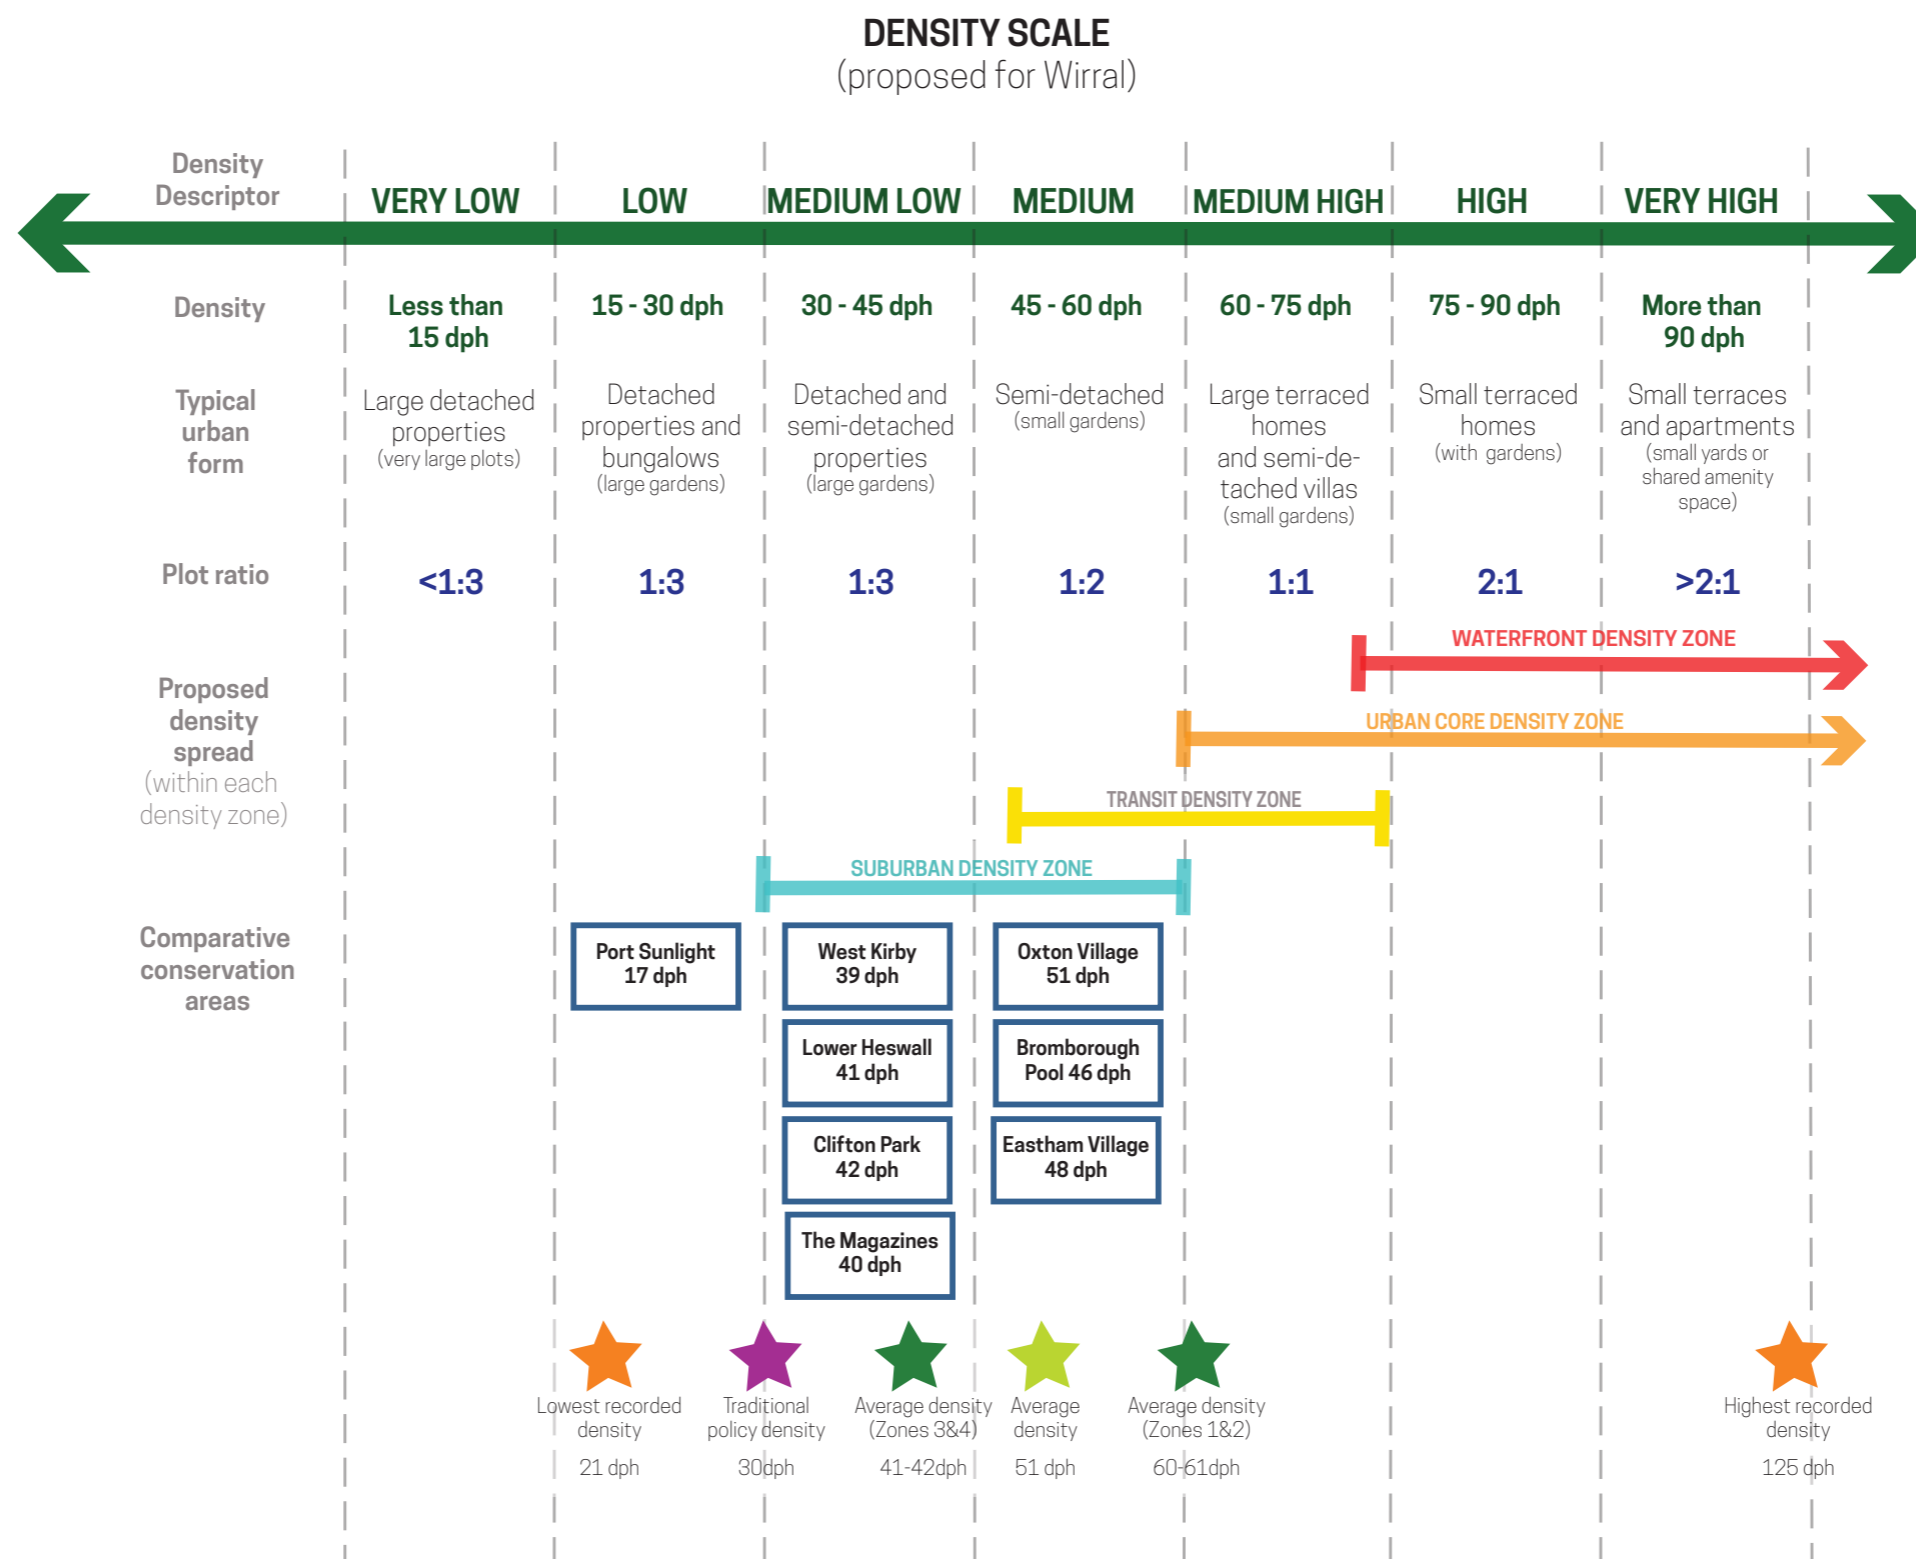 DENSITY SCALE
(proposed for Wirral)
Density
Descriptor
VERY LOW
LOW
MEDIUM LOW
MEDIUM
MEDIUM HIGH
HIGH
VERY HIGH
Density
Less than
15 dph
15 - 30 dph
30 - 45 dph
45 - 60 dph
60 - 75 dph
75 - 90 dph
More than
90 dph
Typical
urban
form
Large detached
properties
(very large plots)
Detached
properties and
bungalows
(large gardens)
Detached and
semi-detached
properties
(large gardens)
Semi-detached
(small gardens)
Large terraced
homes
and semi-de-
tached villas
(small gardens)
Small terraced
homes
(with gardens)
Small terraces
and apartments
(small yards or
shared amenity
space)
Plot ratio
<1:3
1:3
1:3
1:2
1:1
2:1
>2:1
Proposed
density
spread
(within each
density zone)
WATERFRONT DENSITY ZONE
URBAN CORE DENSITY ZONE
TRANSIT DENSITY ZONE
SUBURBAN DENSITY ZONE
Comparative
conservation
areas
Port Sunlight
17 dph
West Kirby
39 dph
Lower Heswall
41 dph
Clifton Park
42 dph
The Magazines
40 dph
Oxton Village
51 dph
Bromborough
Pool 46 dph
Eastham Village
48 dph
Lowest recorded
density
21 dph
Traditional
policy density
30dph
Average density
(Zones 3&4)
41-42dph
Average
density
51 dph
Average density
(Zones 1&2)
60-61dph
Highest recorded
density
125 dph